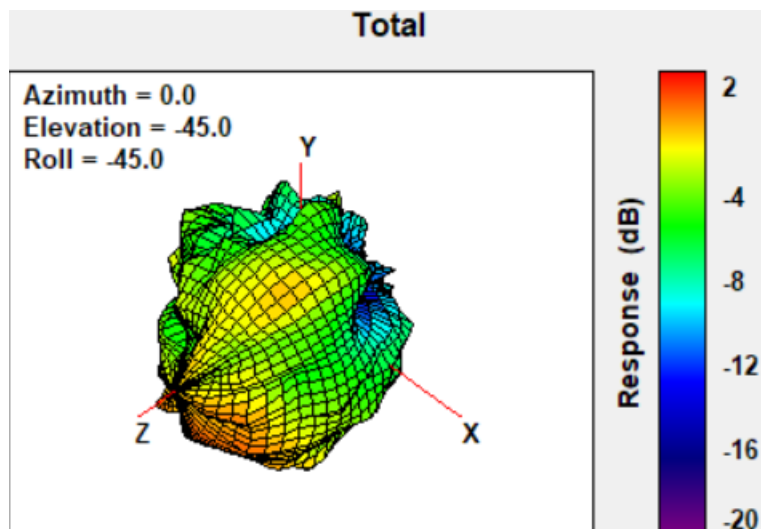 Total
Azimuth = 0.0
Elevation = -45.0
Roll = -45.0
Y
Z
X
Response (dB)
2
-4
-8
-12
-16
-20